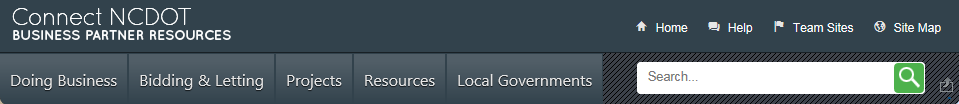 Connect NCDOT
BUSINESS PARTNER RESOURCES
Home Help Team Sites Site Map
Doing Business Bidding & Letting Projects Resources Local Governments
Search...